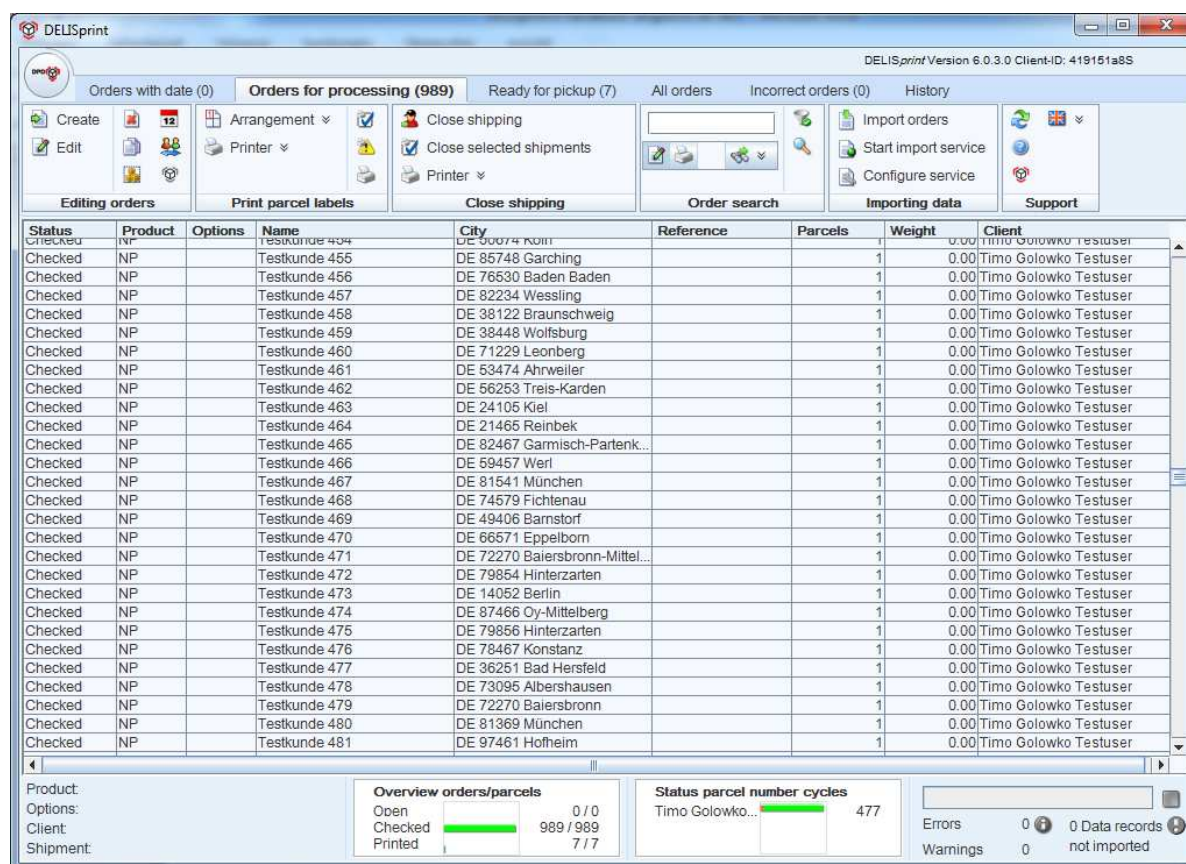 DELISprint
DELISprint Version 6.0.3.0 Client-ID: 419151a8S
DPD
Orders with date (0) Orders for processing (989) Ready for pickup (7) All orders Incorrect orders (0) History
Create 12 Arrangement Close shipping Import orders
Edit Printer Close selected shipments Start import service
Printer Configure service
Editing orders Print parcel labels Close shipping Order search Importing data Support
Status Product Options Name City Reference Parcels Weight Client
Checked NP Testkunde 454 DE 50674 Köln 1 0.00 Timo Golowko Testuser
Checked NP Testkunde 455 DE 85748 Garching 1 0.00 Timo Golowko Testuser
Checked NP Testkunde 456 DE 76530 Baden Baden 1 0.00 Timo Golowko Testuser
Checked NP Testkunde 457 DE 82234 Wessling 1 0.00 Timo Golowko Testuser
Checked NP Testkunde 458 DE 38122 Braunschweig 1 0.00 Timo Golowko Testuser
Checked NP Testkunde 459 DE 38448 Wolfsburg 1 0.00 Timo Golowko Testuser
Checked NP Testkunde 460 DE 71229 Leonberg 1 0.00 Timo Golowko Testuser
Checked NP Testkunde 461 DE 53474 Ahrweiler 1 0.00 Timo Golowko Testuser
Checked NP Testkunde 462 DE 56253 Treis-Karden 1 0.00 Timo Golowko Testuser
Checked NP Testkunde 463 DE 24105 Kiel 1 0.00 Timo Golowko Testuser
Checked NP Testkunde 464 DE 21465 Reinbek 1 0.00 Timo Golowko Testuser
Checked NP Testkunde 465 DE 82467 Garmisch-Partenk... 1 0.00 Timo Golowko Testuser
Checked NP Testkunde 466 DE 59457 Werl 1 0.00 Timo Golowko Testuser
Checked NP Testkunde 467 DE 81541 München 1 0.00 Timo Golowko Testuser
Checked NP Testkunde 468 DE 74579 Fichtenau 1 0.00 Timo Golowko Testuser
Checked NP Testkunde 469 DE 49406 Barnstorf 1 0.00 Timo Golowko Testuser
Checked NP Testkunde 470 DE 66571 Eppelborn 1 0.00 Timo Golowko Testuser
Checked NP Testkunde 471 DE 72270 Baiersbronn-Mittel... 1 0.00 Timo Golowko Testuser
Checked NP Testkunde 472 DE 79854 Hinterzarten 1 0.00 Timo Golowko Testuser
Checked NP Testkunde 473 DE 14052 Berlin 1 0.00 Timo Golowko Testuser
Checked NP Testkunde 474 DE 87466 Oy-Mittelberg 1 0.00 Timo Golowko Testuser
Checked NP Testkunde 475 DE 79856 Hinterzarten 1 0.00 Timo Golowko Testuser
Checked NP Testkunde 476 DE 78467 Konstanz 1 0.00 Timo Golowko Testuser
Checked NP Testkunde 477 DE 36251 Bad Hersfeld 1 0.00 Timo Golowko Testuser
Checked NP Testkunde 478 DE 73095 Albershausen 1 0.00 Timo Golowko Testuser
Checked NP Testkunde 479 DE 72270 Baiersbronn 1 0.00 Timo Golowko Testuser
Checked NP Testkunde 480 DE 81369 München 1 0.00 Timo Golowko Testuser
Checked NP Testkunde 481 DE 97461 Hofheim 1 0.00 Timo Golowko Testuser
Product: Overview orders/parcels Status parcel number cycles
Options: Open 0 / 0 Timo Golowko... 477
Client: Checked 989 / 989 Errors 0 0 Data records
Shipment: Printed 7 / 7 Warnings 0 not imported